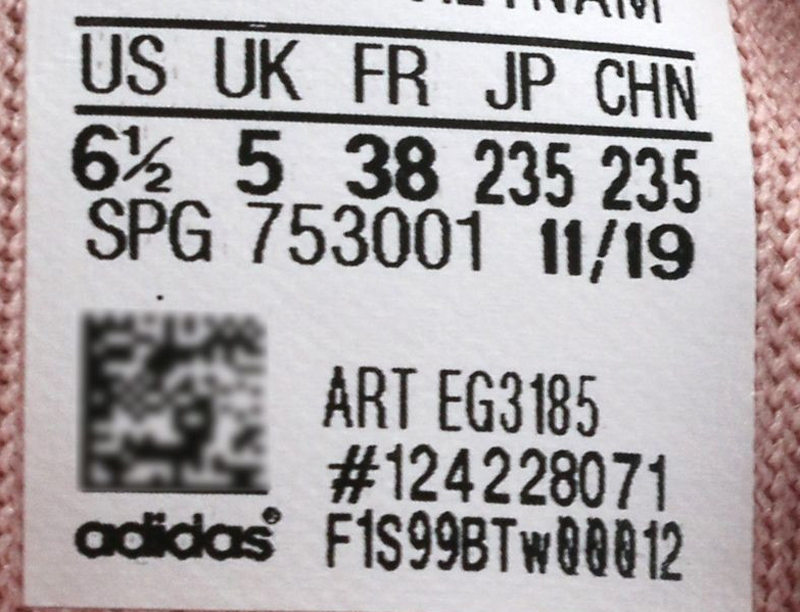 VIETNAM
US UK FR JP CHN
6½ 5 38 235 235
SPG 753001 11/19
ART EG3185
#124228071
F1S99BTw00012
adidas®